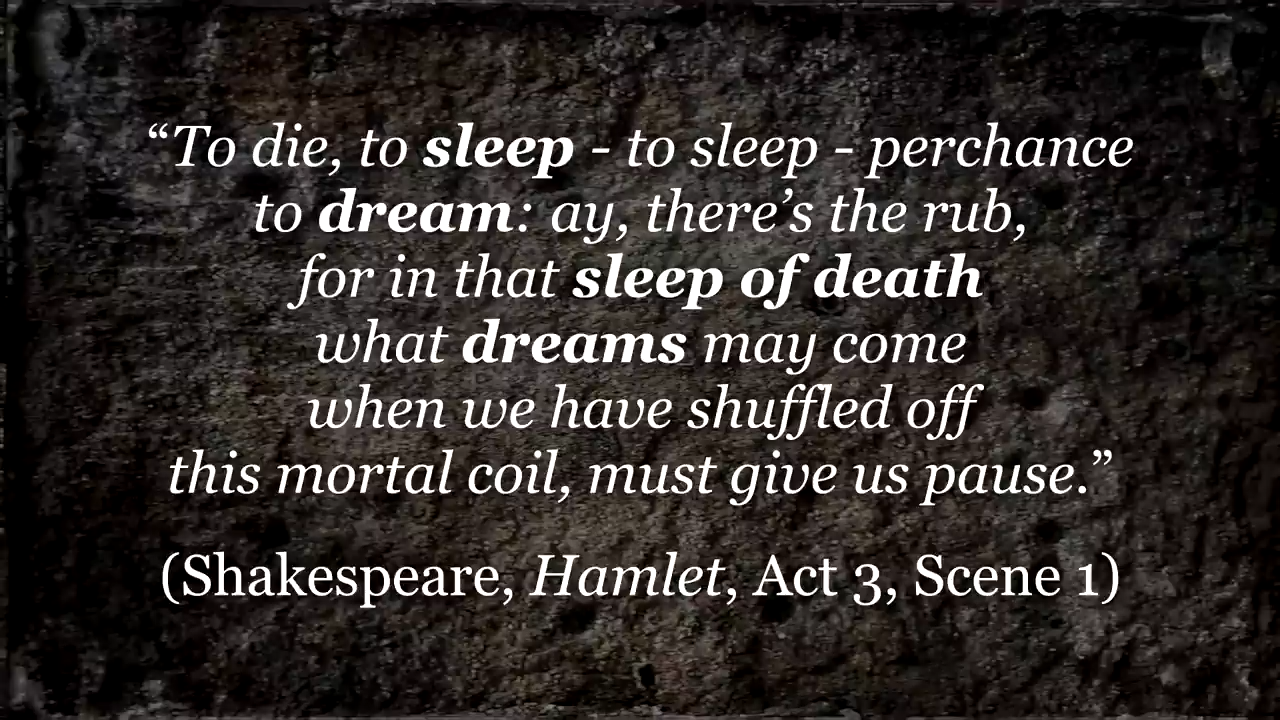 “To die, to sleep - to sleep - perchance
to dream: ay, there’s the rub,
for in that sleep of death
what dreams may come
when we have shuffled off
this mortal coil, must give us pause.”
(Shakespeare, Hamlet, Act 3, Scene 1)